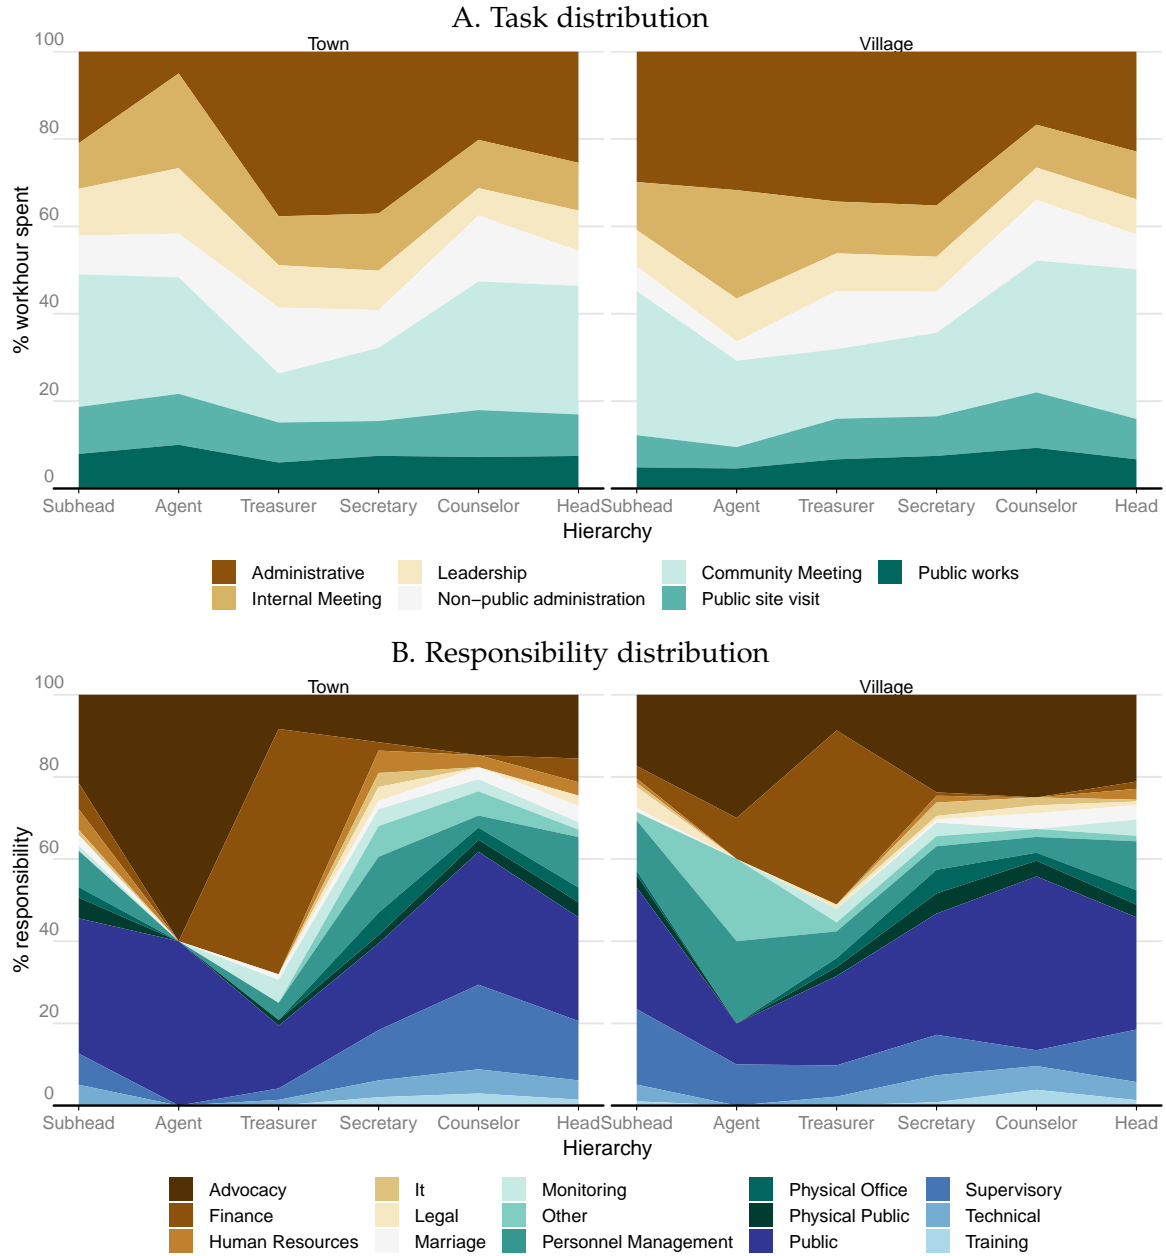 A. Task distribution
Town
Village
100
80
60
40
20
0
% workhour spent
Subhead Agent Treasurer Secretary Counselor Head Subhead Agent Treasurer Secretary Counselor Head
Hierarchy
Administrative Leadership Community Meeting Public works
Internal Meeting Non−public administration Public site visit
B. Responsibility distribution
Town
Village
100
80
60
40
20
0
% responsibility
Subhead Agent Treasurer Secretary Counselor Head Subhead Agent Treasurer Secretary Counselor Head
Hierarchy
Advocacy It Monitoring Physical Office Supervisory
Finance Legal Other Physical Public Technical
Human Resources Marriage Personnel Management Public Training